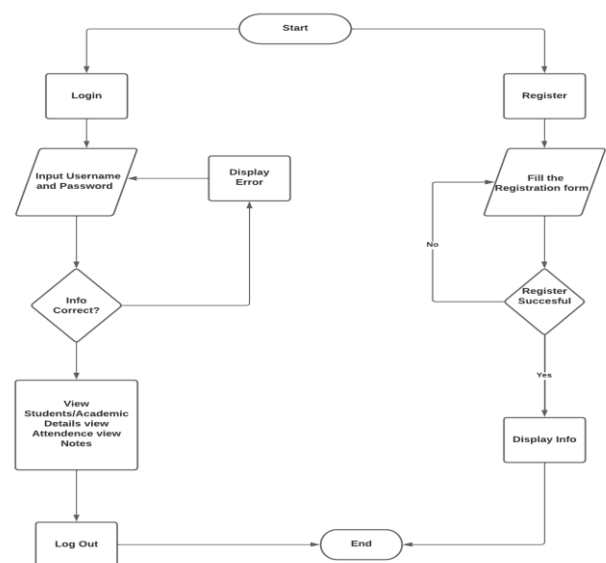 Start
Login
Register
Input Username
and Password
Display
Error
Fill the
Registration form
No
Info
Correct?
Register
Succesful
Yes
View
Students/Academic
Details view
Attendence view
Notes
Display Info
Log Out
End